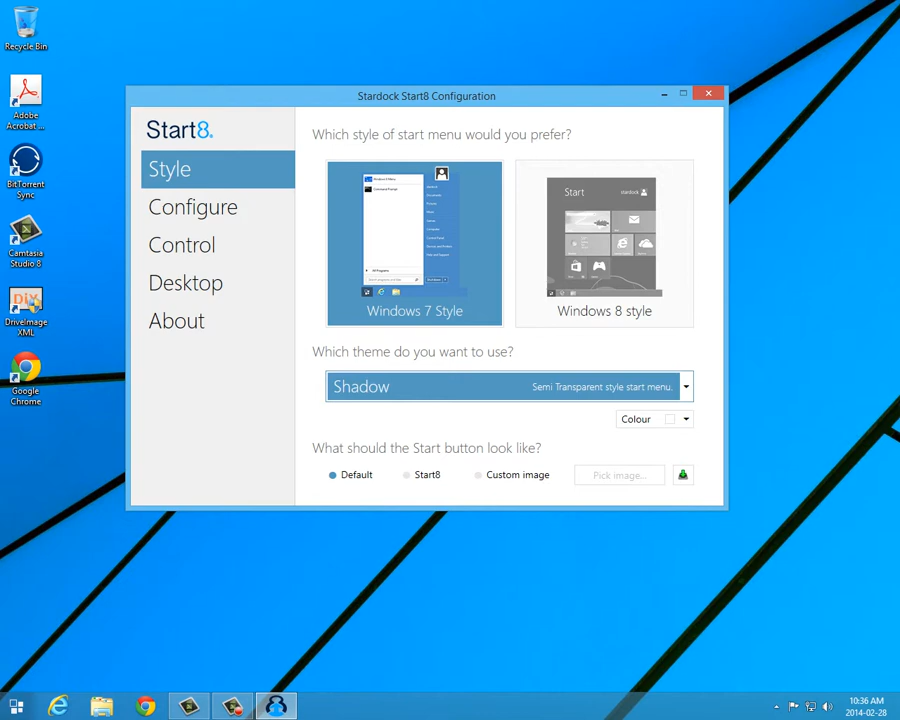 Recycle Bin
Adobe
Acrobat ...
BitTorrent
Sync
Camtasia
Studio 8
DriveImage
XML
Google
Chrome
Stardock Start8 Configuration
Start8.
Style
Configure
Control
Desktop
About
Which style of start menu would you prefer?
All Programs
Windows 7 Style
Start
stardock
Windows 8 style
Which theme do you want to use?
Shadow
Semi Transparent style start menu.
Colour
What should the Start button look like?
Default
Start8
Custom image
Pick image...
10:36 AM
2014-02-28